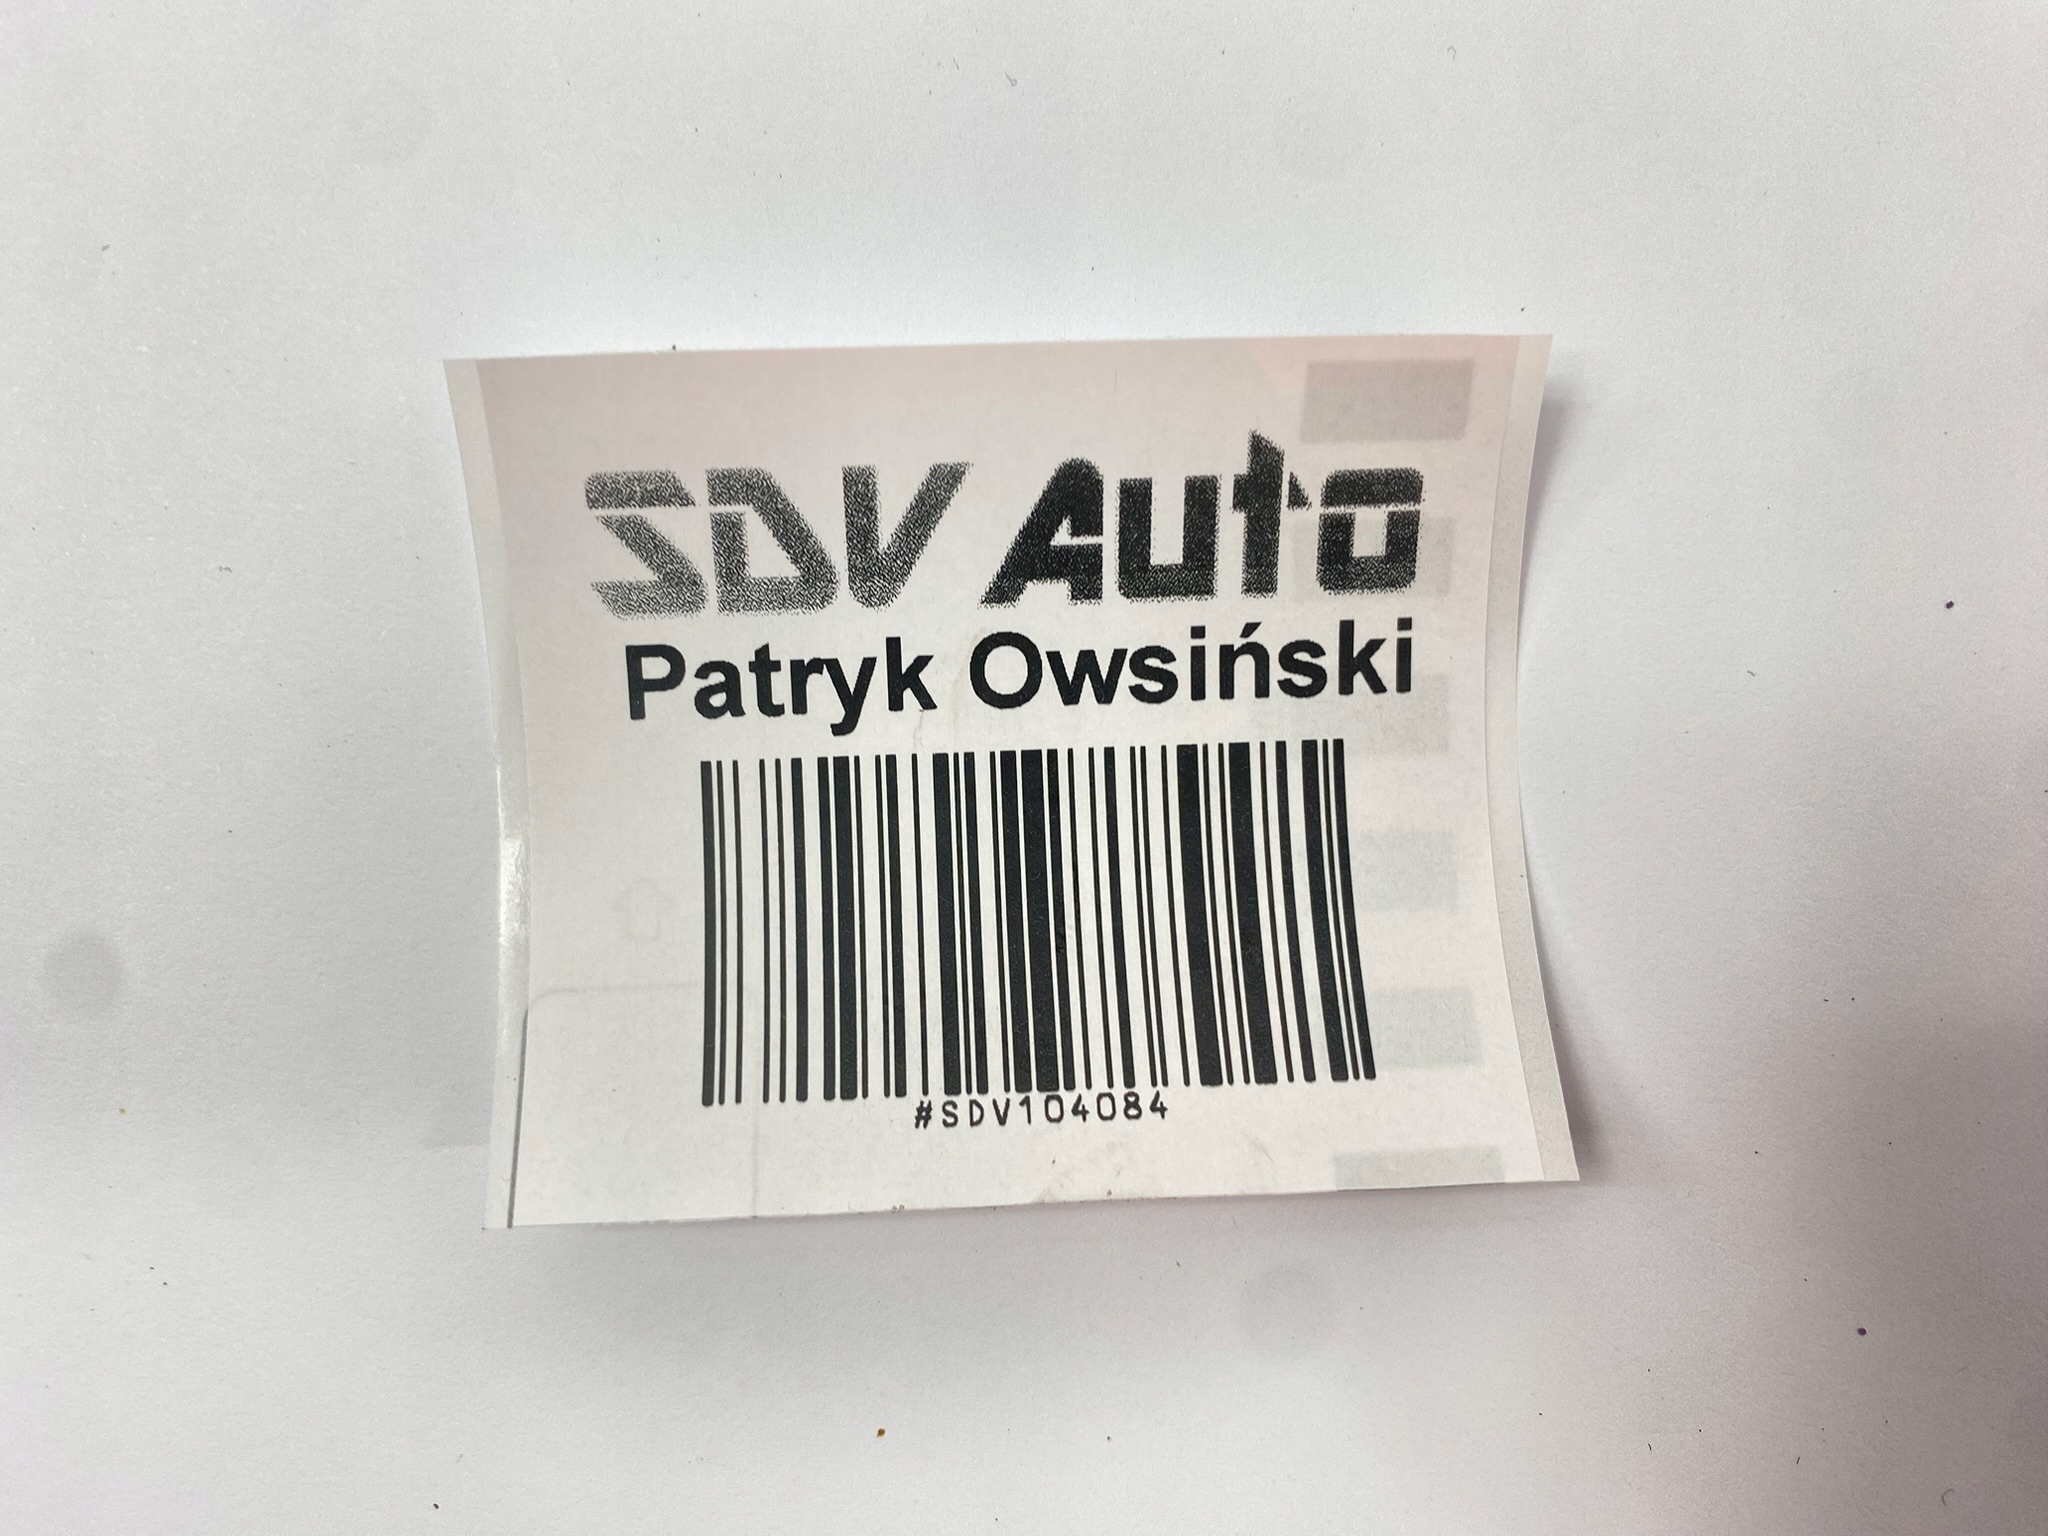 SDV Auto
Patryk Owsiński
#SDV104084